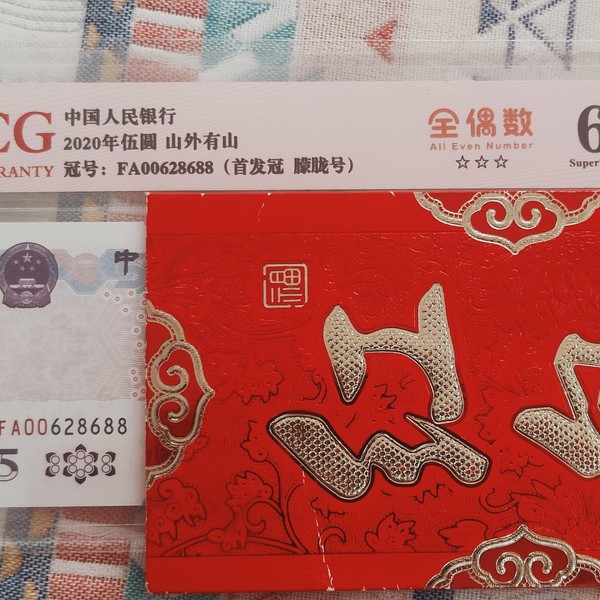 CG
RANTY
中国人民银行
2020年伍圆 山外有山
冠号：FA00628688（首发冠 朦胧号）
全偶数
All Even Number
☆☆☆
6
Super
中
FA00628688
5